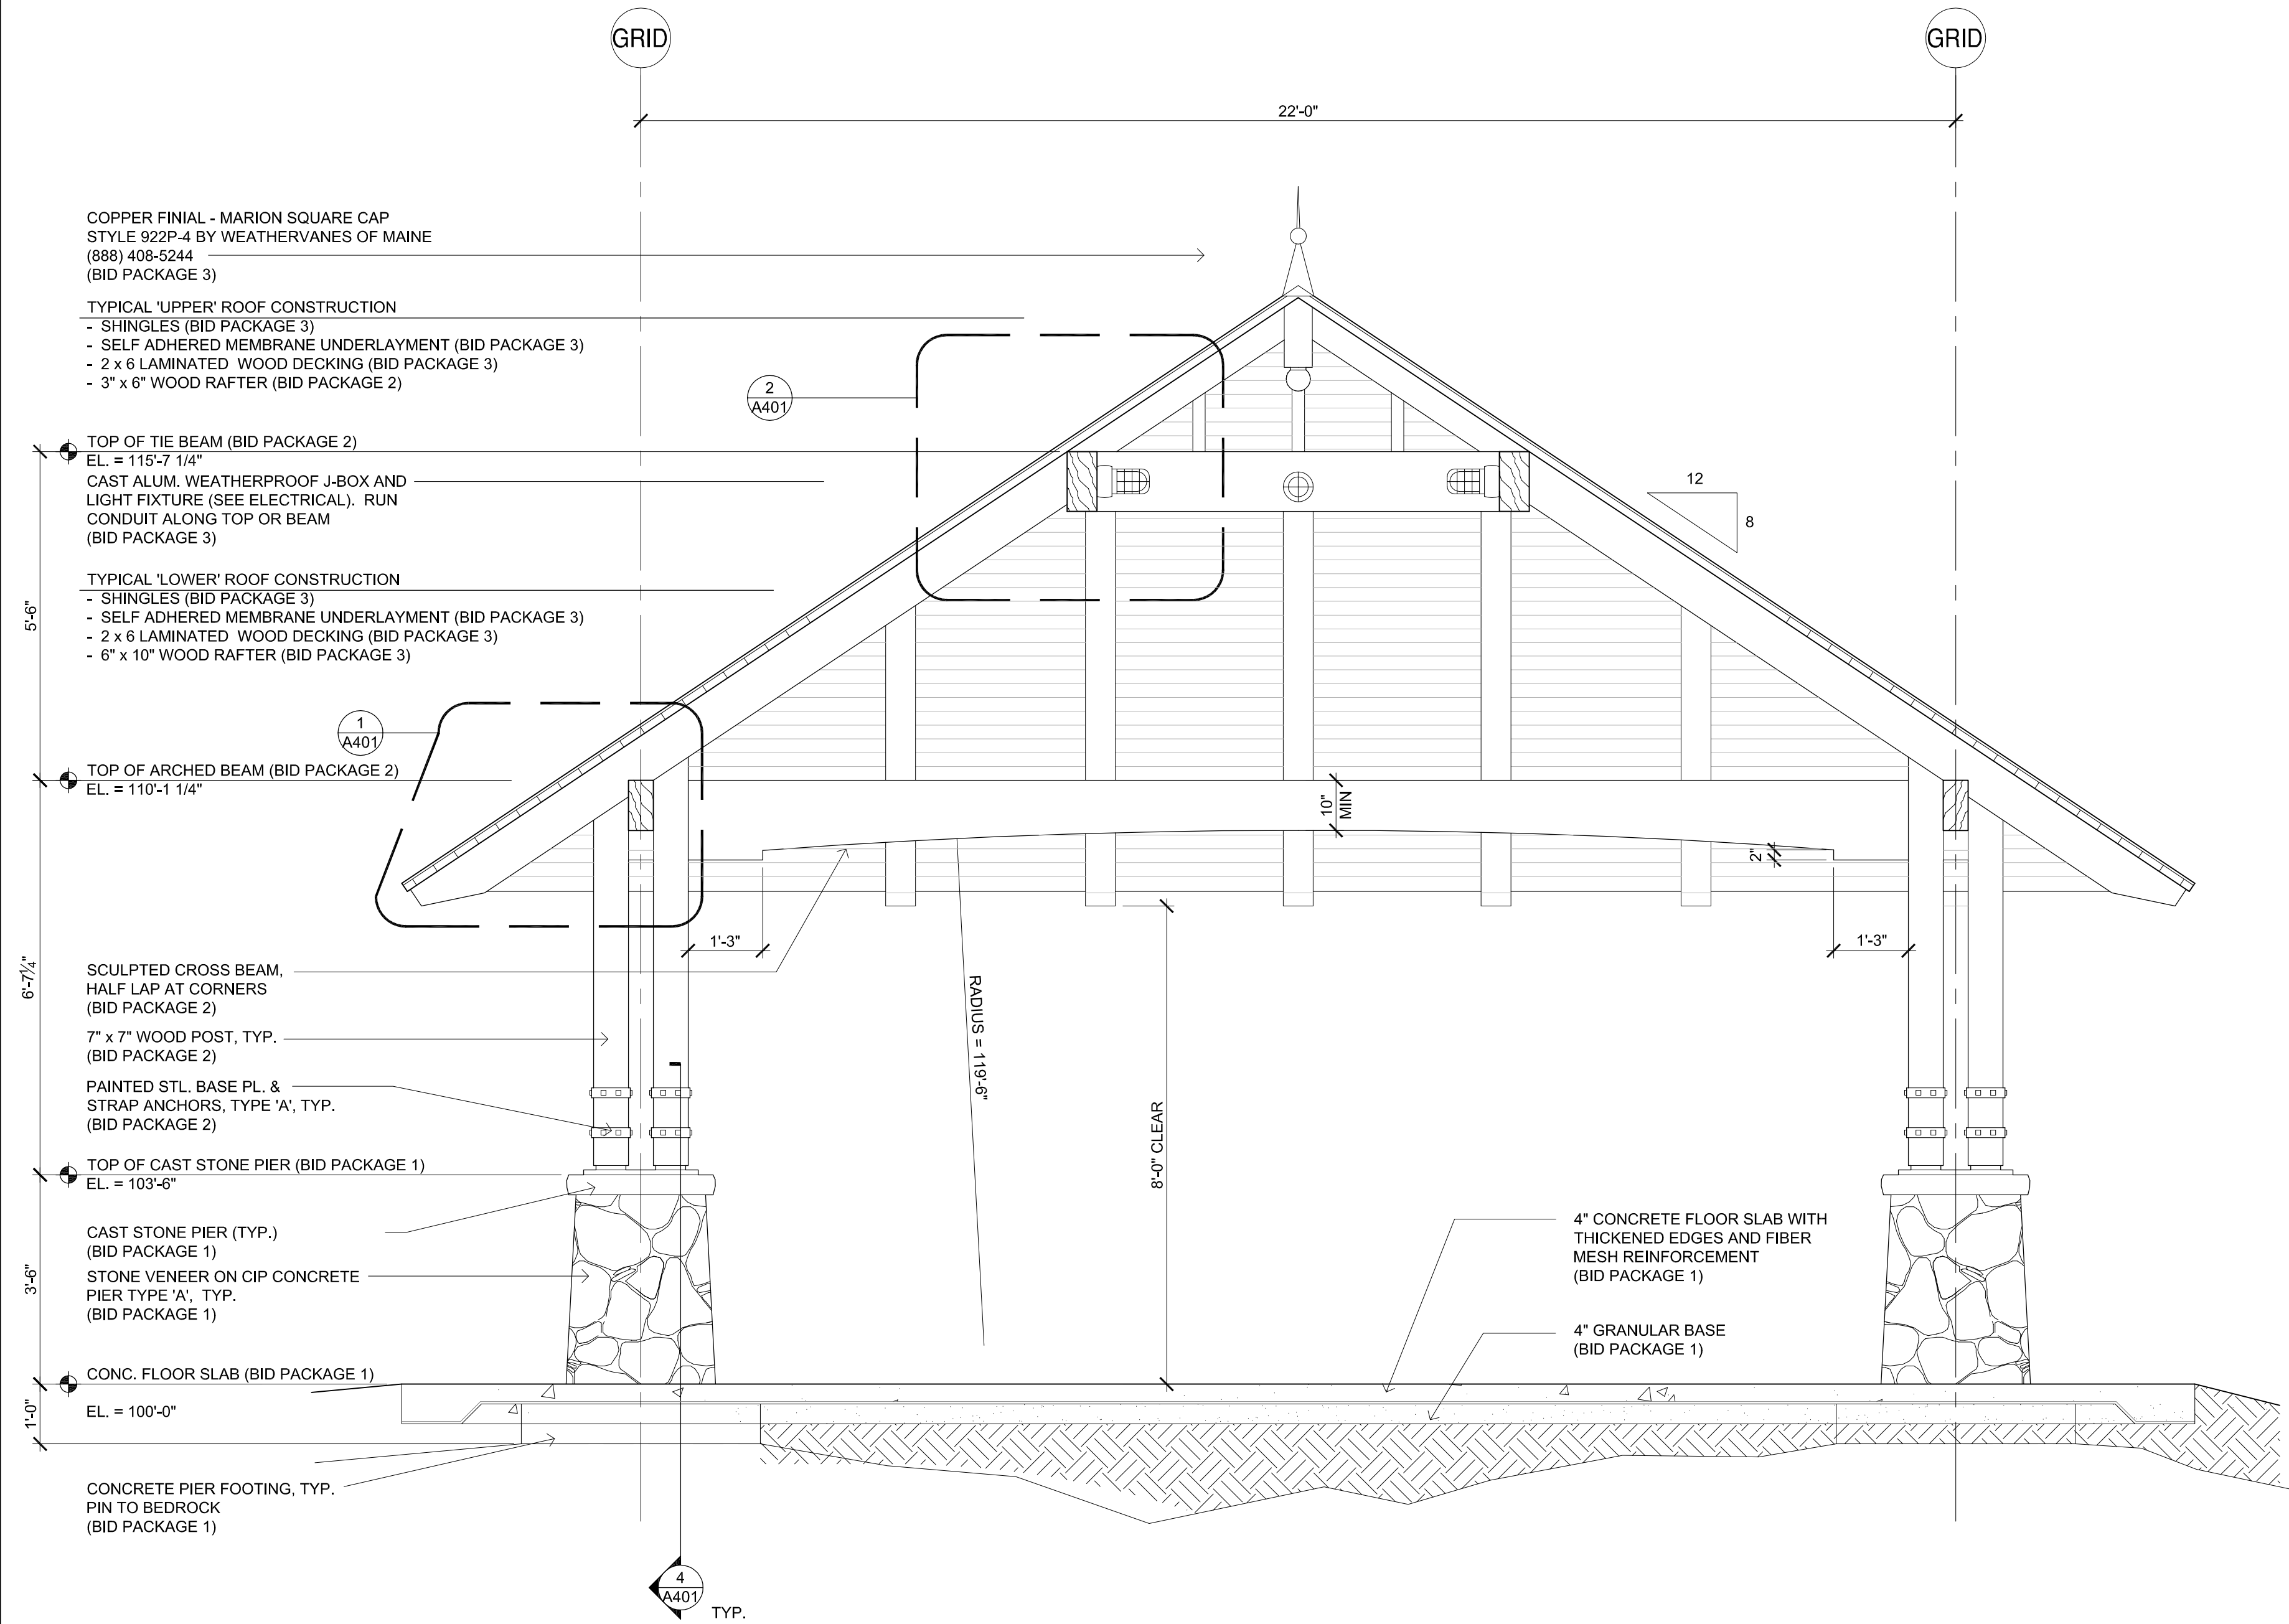 GRID
GRID
22'-0"
COPPER FINIAL - MARION SQUARE CAP
STYLE 922P-4 BY WEATHERVANES OF MAINE
(888) 408-5244
(BID PACKAGE 3)
TYPICAL 'UPPER' ROOF CONSTRUCTION
- SHINGLES (BID PACKAGE 3)
- SELF ADHERED MEMBRANE UNDERLAYMENT (BID PACKAGE 3)
- 2 x 6 LAMINATED WOOD DECKING (BID PACKAGE 3)
- 3" x 6" WOOD RAFTER (BID PACKAGE 2)
2
A401
TOP OF TIE BEAM (BID PACKAGE 2)
EL. = 115'-7 1/4"
CAST ALUM. WEATHERPROOF J-BOX AND
LIGHT FIXTURE (SEE ELECTRICAL). RUN
CONDUIT ALONG TOP OR BEAM
(BID PACKAGE 3)
12
8
TYPICAL 'LOWER' ROOF CONSTRUCTION
- SHINGLES (BID PACKAGE 3)
- SELF ADHERED MEMBRANE UNDERLAYMENT (BID PACKAGE 3)
- 2 x 6 LAMINATED WOOD DECKING (BID PACKAGE 3)
- 6" x 10" WOOD RAFTER (BID PACKAGE 3)
5'-6"
1
A401
TOP OF ARCHED BEAM (BID PACKAGE 2)
EL. = 110'-1 1/4"
10"
MIN
2"
1'-3"
1'-3"
6'-7¼"
SCULPTED CROSS BEAM,
HALF LAP AT CORNERS
(BID PACKAGE 2)
7" x 7" WOOD POST, TYP.
(BID PACKAGE 2)
RADIUS = 119'-6"
PAINTED STL. BASE PL. &
STRAP ANCHORS, TYPE 'A', TYP.
(BID PACKAGE 2)
8'-0" CLEAR
TOP OF CAST STONE PIER (BID PACKAGE 1)
EL. = 103'-6"
CAST STONE PIER (TYP.)
(BID PACKAGE 1)
STONE VENEER ON CIP CONCRETE
PIER TYPE 'A', TYP.
(BID PACKAGE 1)
3'-6"
4" CONCRETE FLOOR SLAB WITH
THICKENED EDGES AND FIBER
MESH REINFORCEMENT
(BID PACKAGE 1)
4" GRANULAR BASE
(BID PACKAGE 1)
CONC. FLOOR SLAB (BID PACKAGE 1)
EL. = 100'-0"
1'-0"
CONCRETE PIER FOOTING, TYP.
PIN TO BEDROCK
(BID PACKAGE 1)
4
A401
TYP.